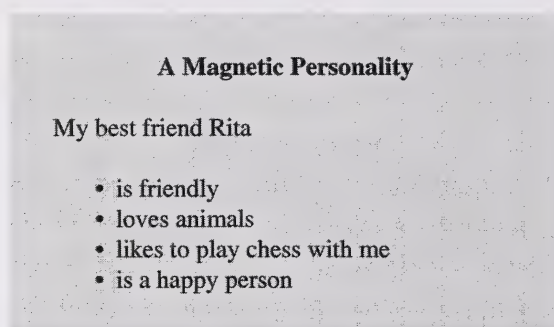 A Magnetic Personality
My best friend Rita
• is friendly
• loves animals
• likes to play chess with me
• is a happy person